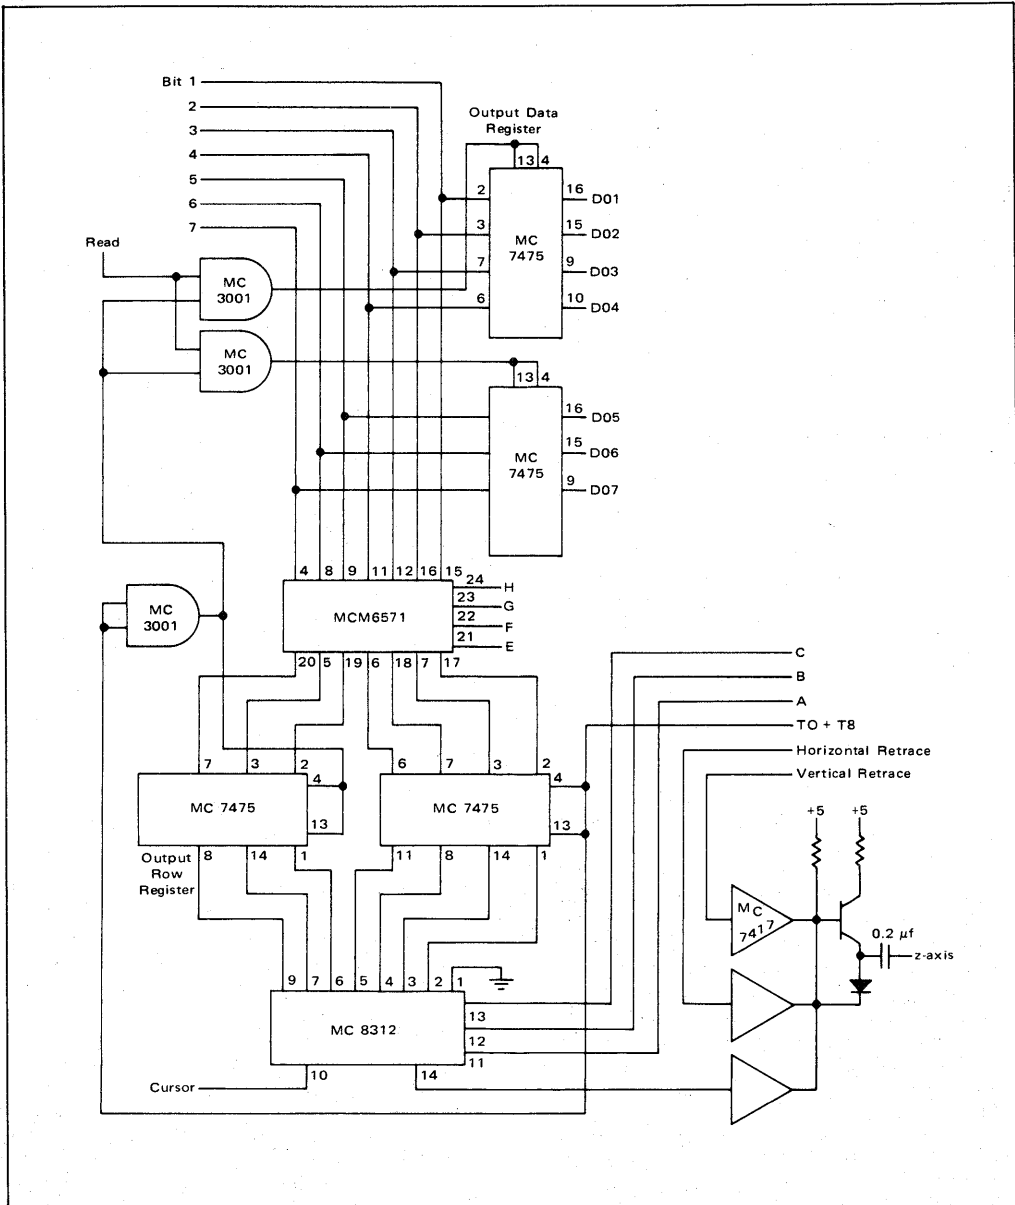 Bit 1
2
3
4
5
6
7
Output Data
Register
13 4
2
3
7
6
MC
7475
16
D01
15
D02
9
D03
10
D04
Read
MC
3001
MC
3001
13 4
MC
7475
16
D05
15
D06
9
D07
4 8 9 11 12 16 15
24
H
23
G
22
F
21
E
MCM6571
MC
3001
20 5 19 6 18 7 17
C
B
A
TO + T8
Horizontal Retrace
Vertical Retrace
7 3 2
4
13
MC 7475
6 7 3 2
4
13
MC 7475
8 14 1
11 8 14 1
Output
Row
Register
+5 +5
MC
7417
0.2 µf
z-axis
9 7 6 5 4 3 2 1
MC 8312
13
12
11
10
14
Cursor